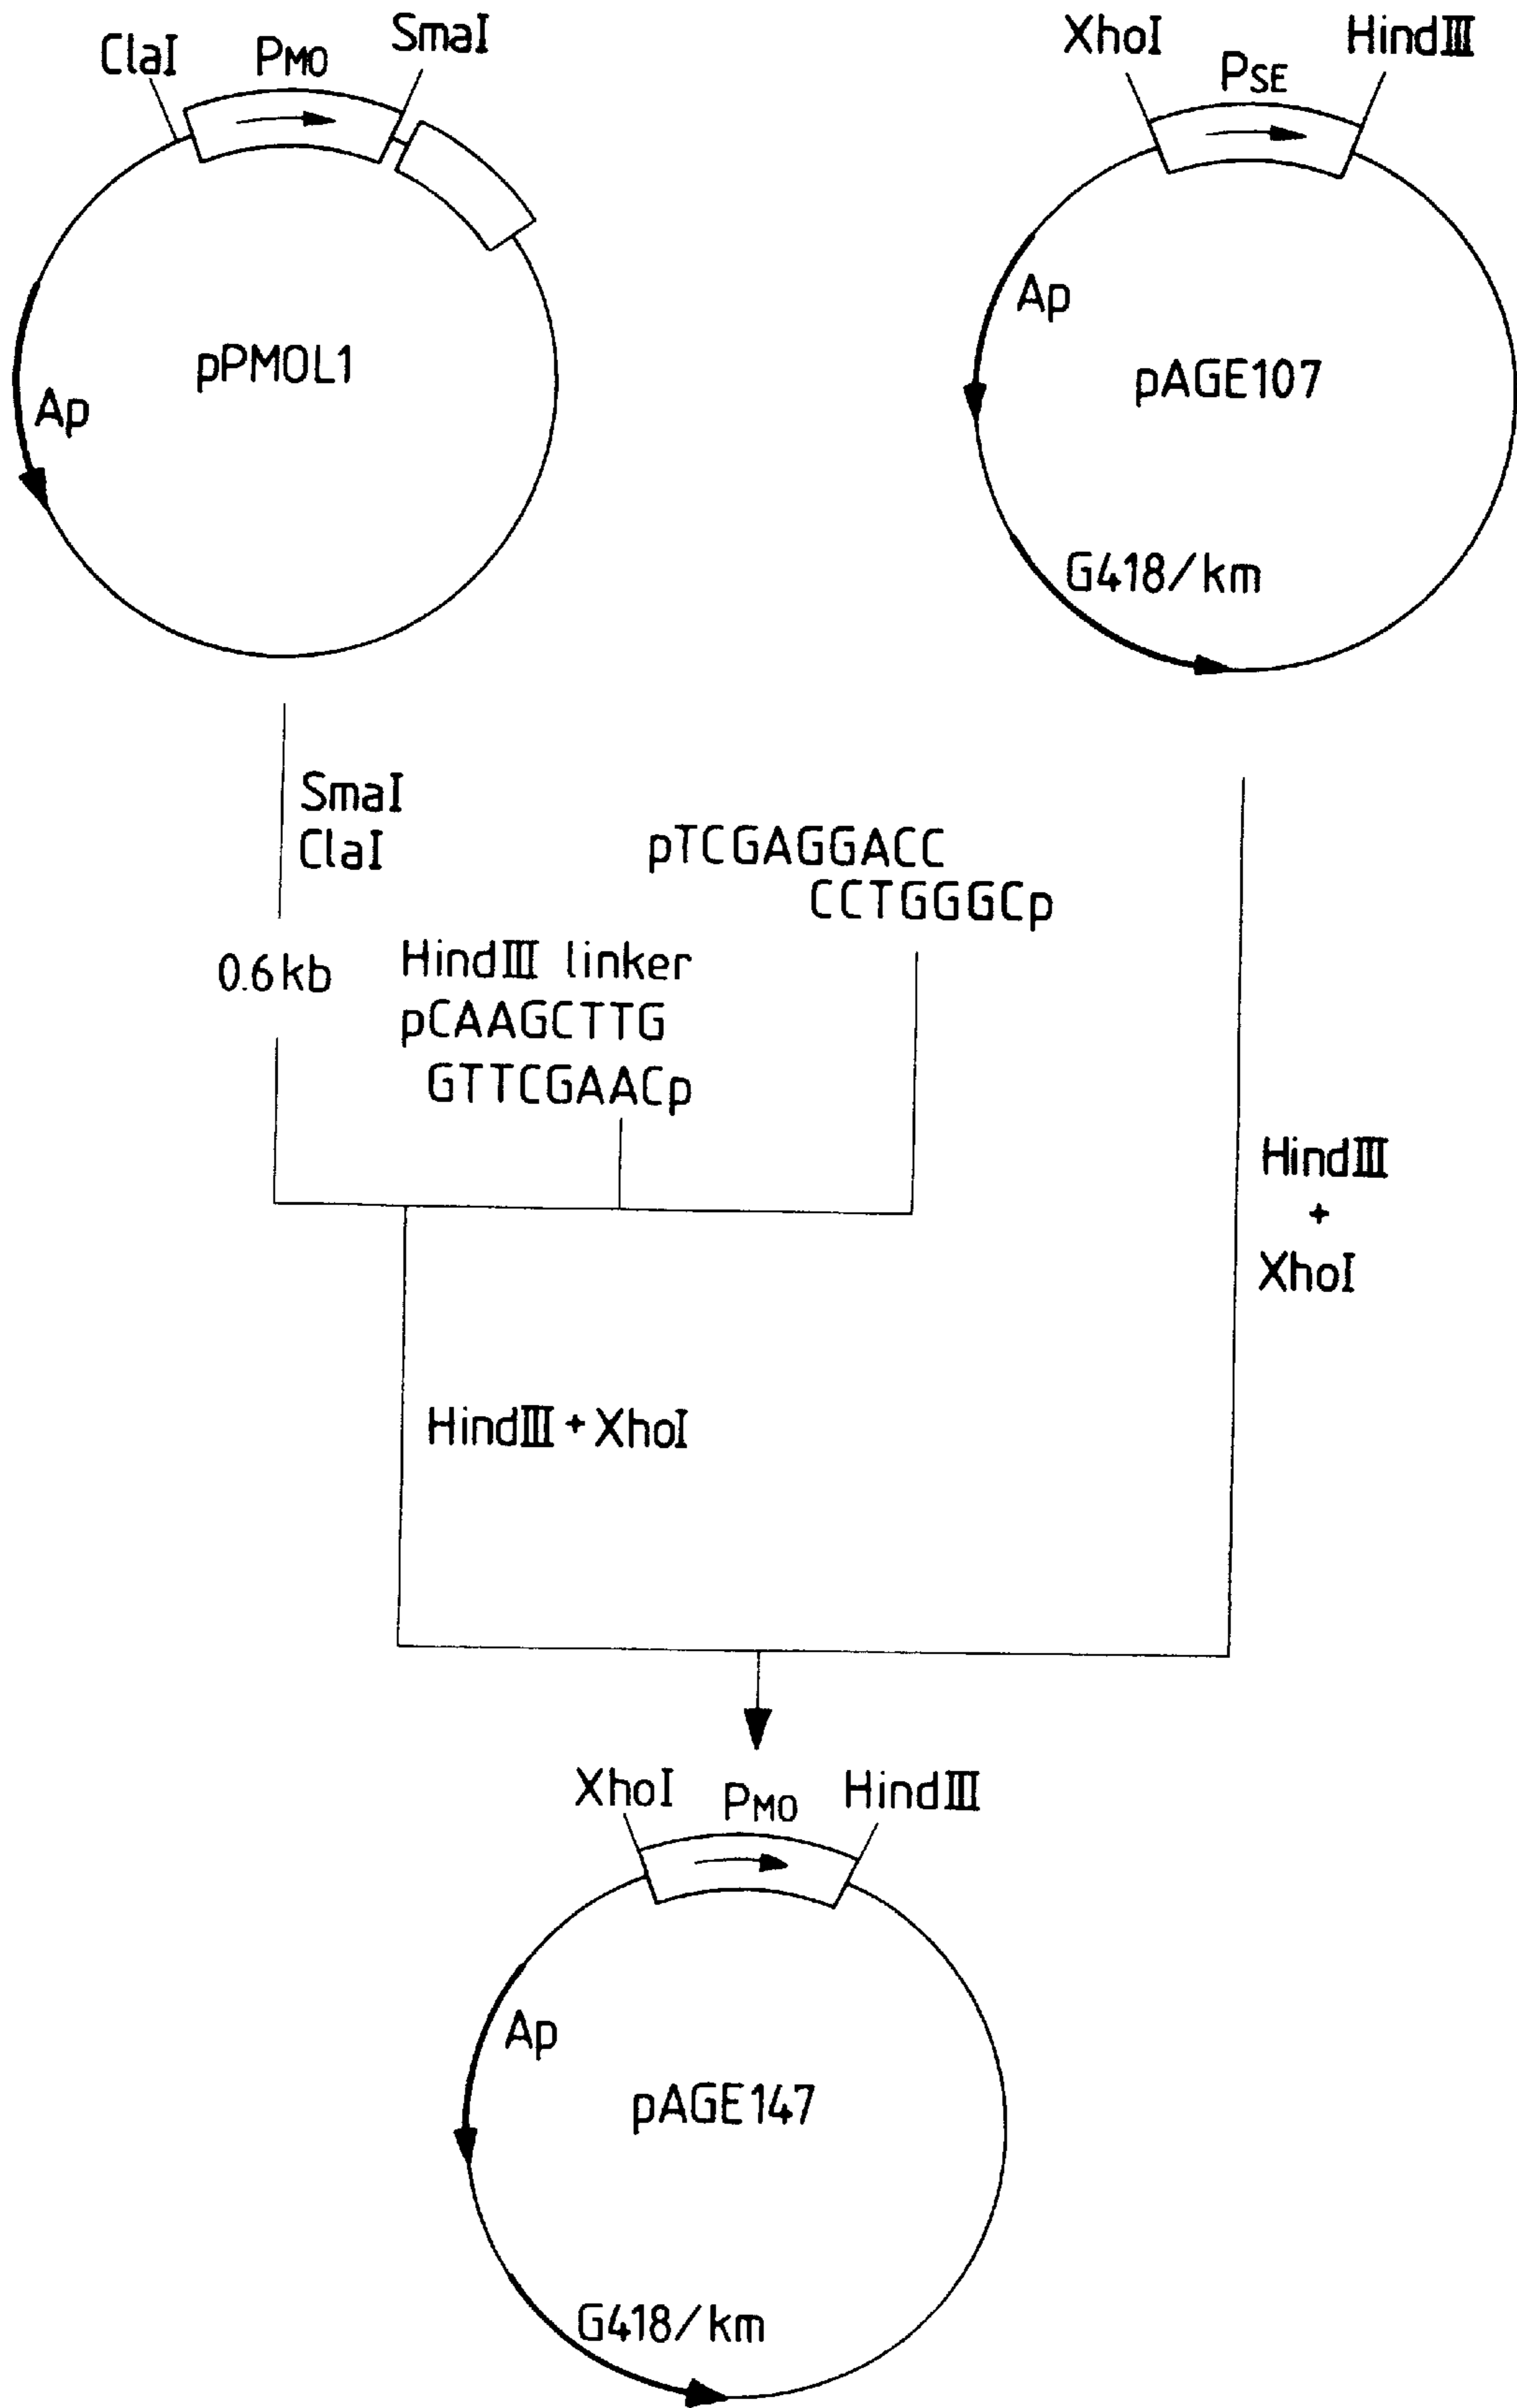 ClaI
PMO
SmaI
Ap
pPMOL1
XhoI
PSE
HindIII
Ap
pAGE107
G418/km
SmaI
ClaI
0.6kb
HindIII linker
pCAAGCTTG
GTTCGAACp
pTCGAGGACC
CCTGGGCp
HindIII
+
XhoI
HindIII + XhoI
XhoI
PMO
HindIII
Ap
pAGE147
G418/km